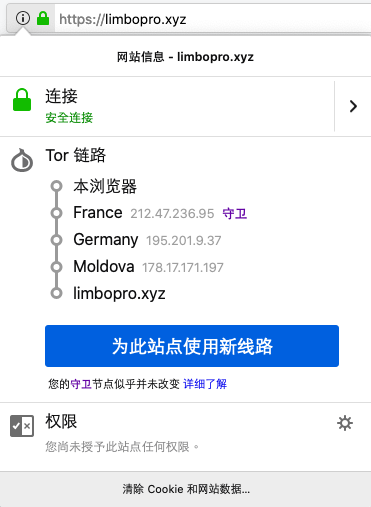 https://limbopro.xyz
网站信息 - limbopro.xyz
连接
安全连接
Tor 链路
本浏览器
France 212.47.236.95 守卫
Germany 195.201.9.37
Moldova 178.17.171.197
limbopro.xyz
为此站点使用新线路
您的守卫节点似乎并未改变 详细了解
权限
您尚未授予此站点任何权限。
清除 Cookie 和网站数据...